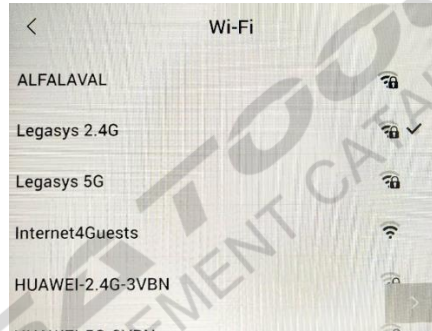 Wi-Fi
ALFALAVAL
Legasys 2.4G
Legasys 5G
Internet4Guests
HUAWEI-2.4G-3VBN